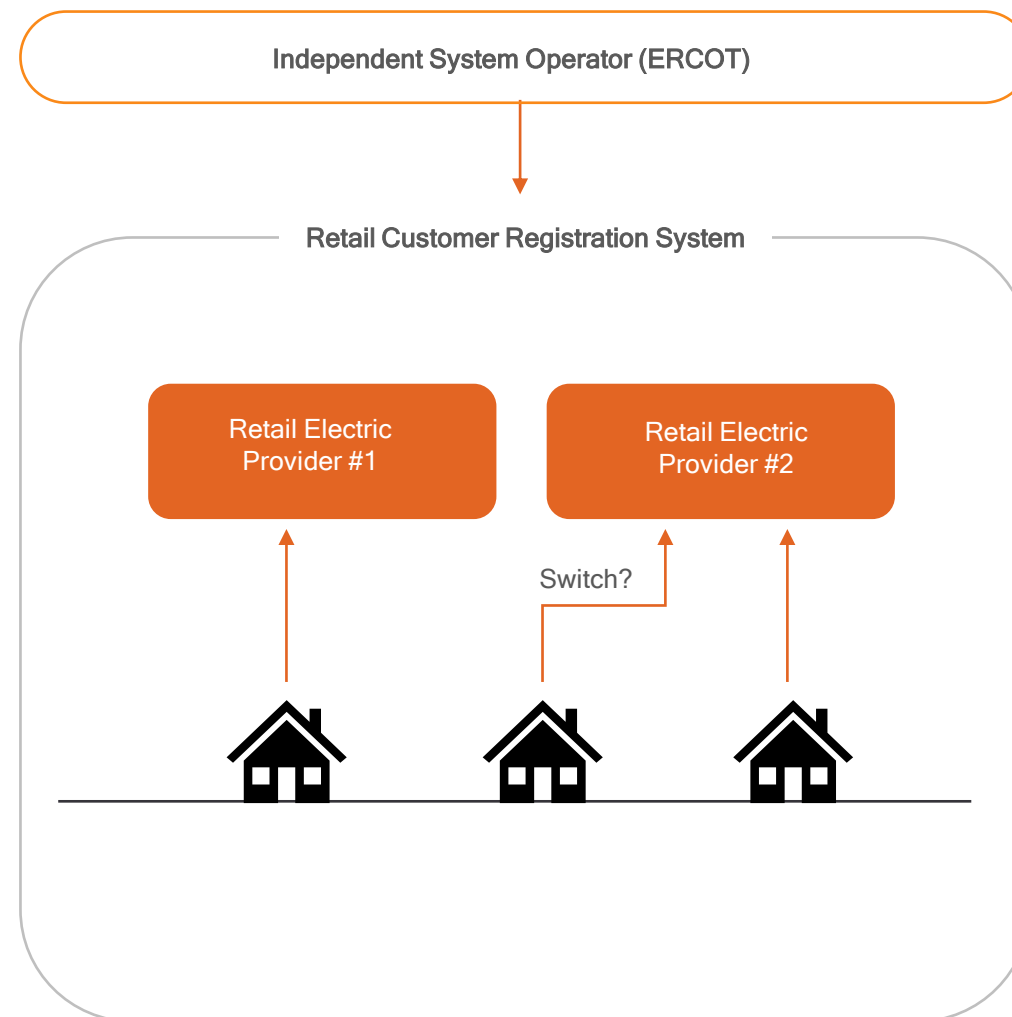 Independent System Operator (ERCOT)
Retail Customer Registration System
Retail Electric
Provider #1
Retail Electric
Provider #2
Switch?